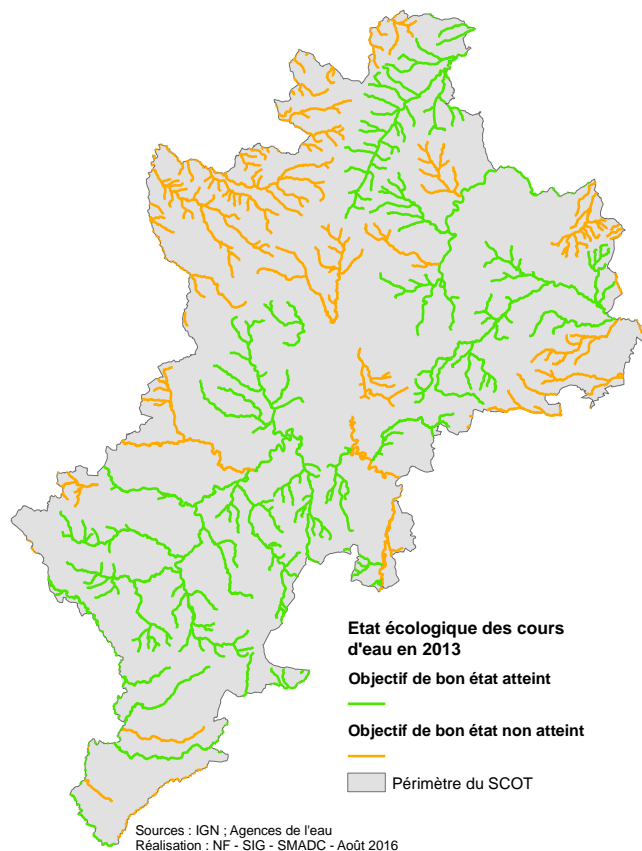 Etat écologique des cours
d'eau en 2013
Objectif de bon état atteint
Objectif de bon état non atteint
Périmètre du SCOT
Sources : IGN ; Agences de l'eau
Réalisation : NF - SIG - SMADC - Août 2016